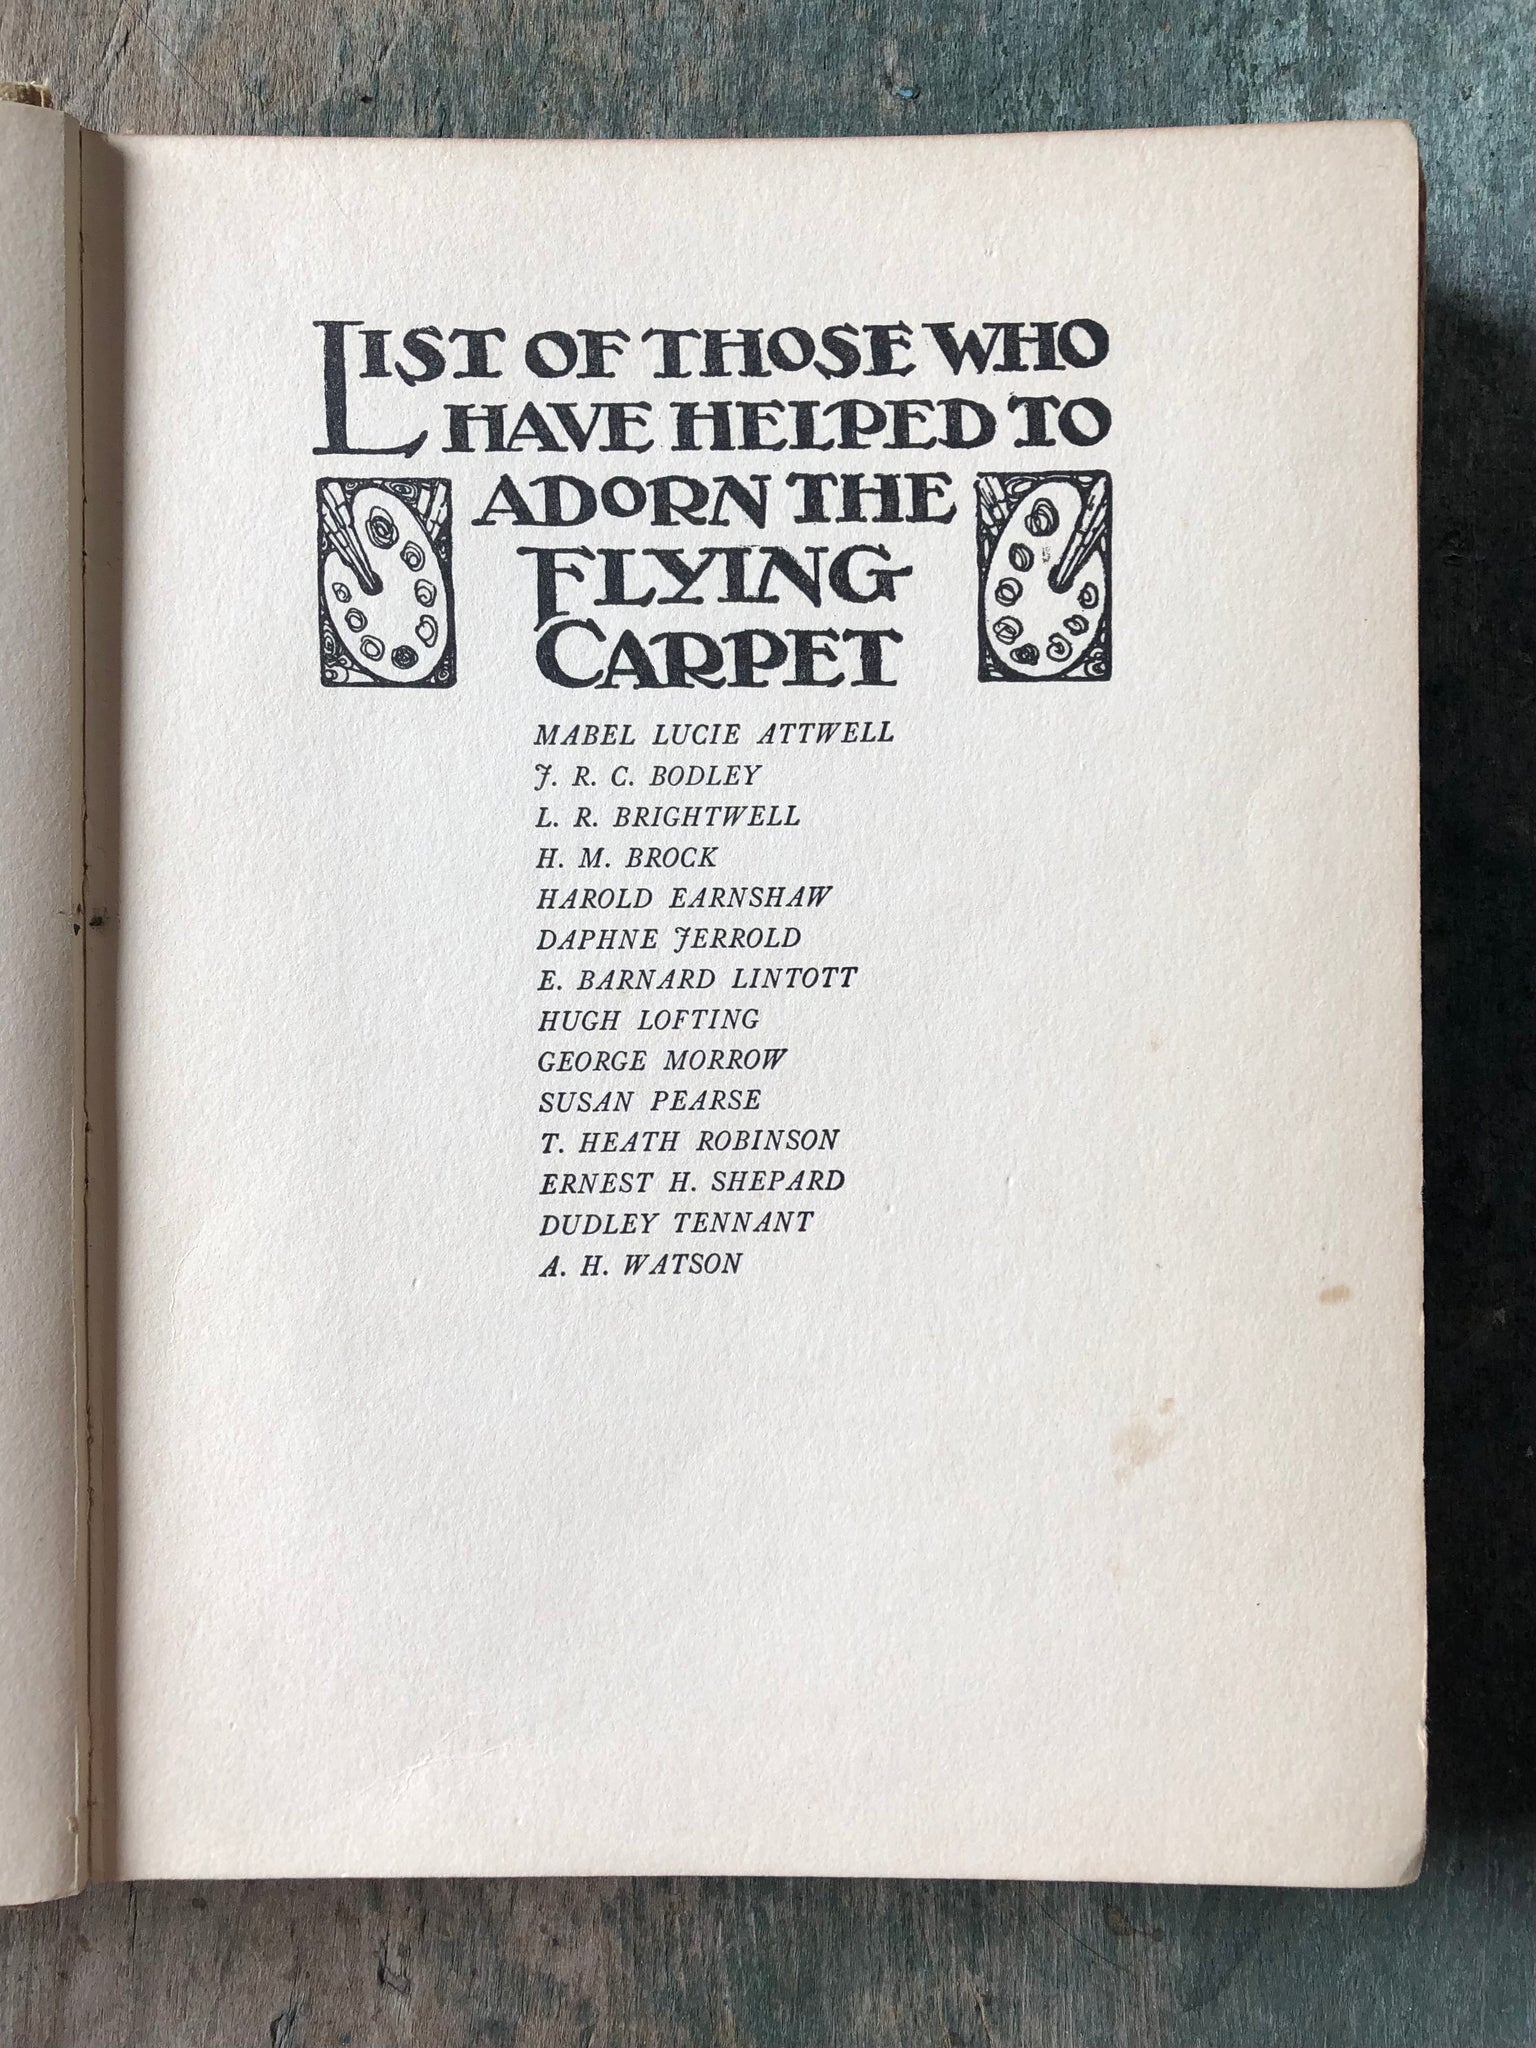 LIST OF THOSE WHO
HAVE HELPED TO
ADORN THE
FLYING
CARPET
MABEL LUCIE ATTWELL
J. R. C. BODLEY
L. R. BRIGHTWELL
H. M. BROCK
HAROLD EARNSHAW
DAPHNE JERROLD
E. BARNARD LINTOTT
HUGH LOFTING
GEORGE MORROW
SUSAN PEARSE
T. HEATH ROBINSON
ERNEST H. SHEPARD
DUDLEY TENNANT
A. H. WATSON